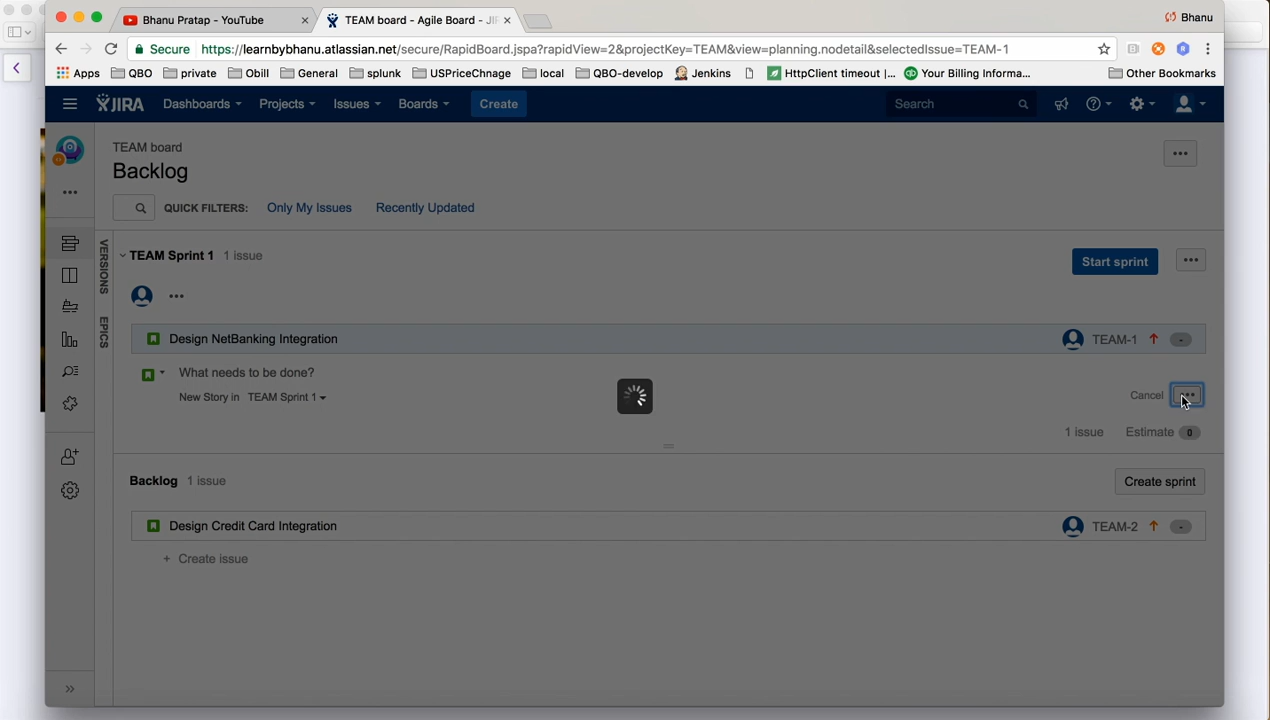 Bhanu Pratap - YouTube
TEAM board - Agile Board - JI
Bhanu
Secure
https://learnbybhanu.atlassian.net/secure/RapidBoard.jspa?rapidView=2&projectKey=TEAM&view=planning.nodetail&selectedIssue=TEAM-1
Apps
QBO
private
Obill
General
splunk
USPriceChnage
local
QBO-develop
Jenkins
HttpClient timeout |...
Your Billing Informa...
Other Bookmarks
JIRA
Dashboards
Projects
Issues
Boards
Create
Search
TEAM board
Backlog
QUICK FILTERS:
Only My Issues
Recently Updated
VERSIONS
EPICS
TEAM Sprint 1
1 issue
Start sprint
Design NetBanking Integration
TEAM-1
-
What needs to be done?
New Story in
TEAM Sprint 1
Cancel
1 issue
Estimate
0
Backlog
1 issue
Create sprint
Design Credit Card Integration
TEAM-2
-
+ Create issue